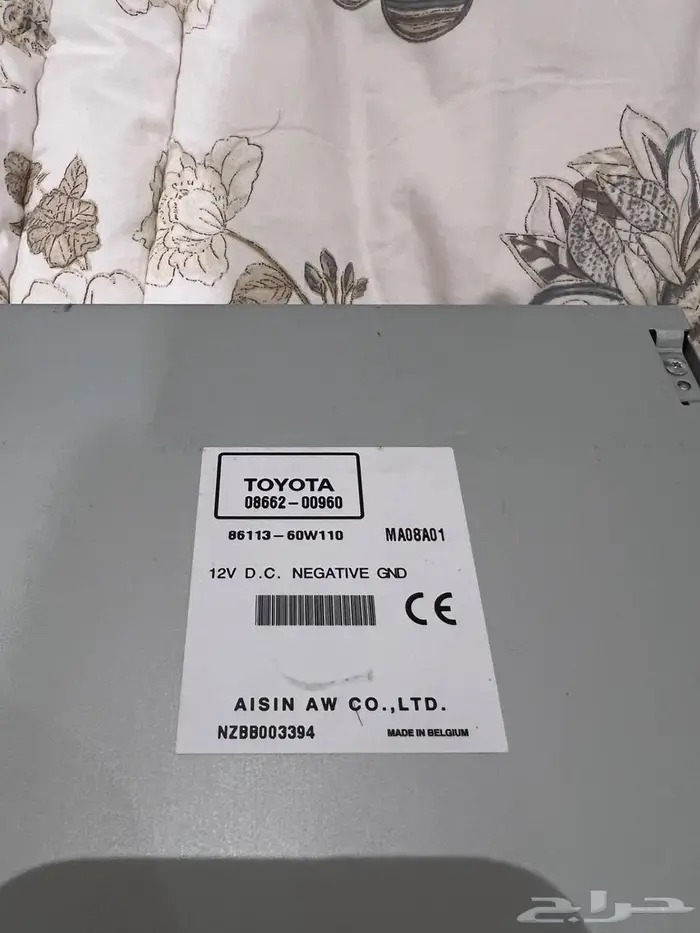 TOYOTA
08662-00960
86113-60W110 MA08A01
12V D.C. NEGATIVE GND
CE
AISIN AW CO.,LTD.
NZBB003394 MADE IN BELGIUM
حراج